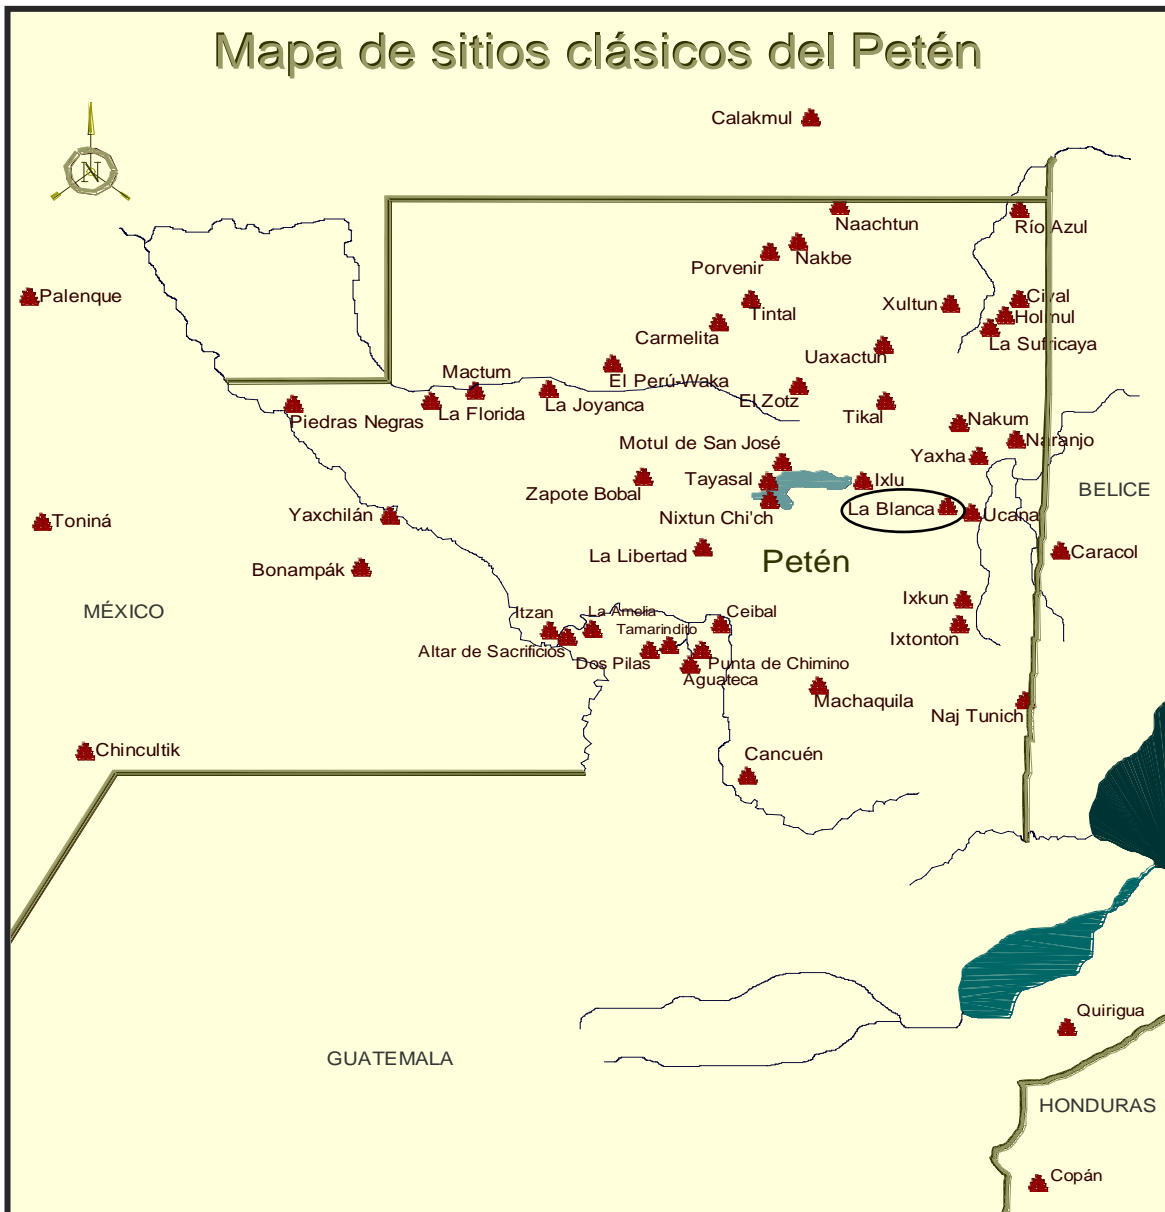 Mapa de sitios clásicos del Petén
Calakmul
N
Naachtun
Río Azul
Nakbe
Porvenir
Palenque
Cival
Xultun
Tintal
Holmul
Carmelita
La Sufricaya
Uaxactun
Mactum
El Perú-Waka
El Zotz
La Joyanca
La Florida
Piedras Negras
Tikal
Nakum
Naranjo
Motul de San José
Yaxha
Tayasal
Ixlu
Zapote Bobal
BELICE
La Blanca
Ucana
Nixtun Chi'ch
Yaxchilán
Toniná
La Libertad
Caracol
Petén
Bonampák
Ixkun
MÉXICO
Itzan
La Amelia
Ceibal
Tamarindito
Ixtonton
Altar de Sacrificios
Dos Pilas
Punta de Chimino
Aguateca
Machaquila
Naj Tunich
Chincultik
Cancuén
Quirigua
GUATEMALA
HONDURAS
Copán